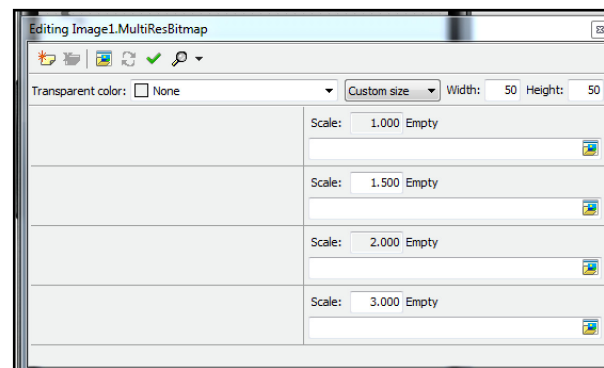 Editing Image1.MultiResBitmap
Transparent color: None Custom size Width: 50 Height: 50
Scale: 1.000 Empty
Scale: 1.500 Empty
Scale: 2.000 Empty
Scale: 3.000 Empty